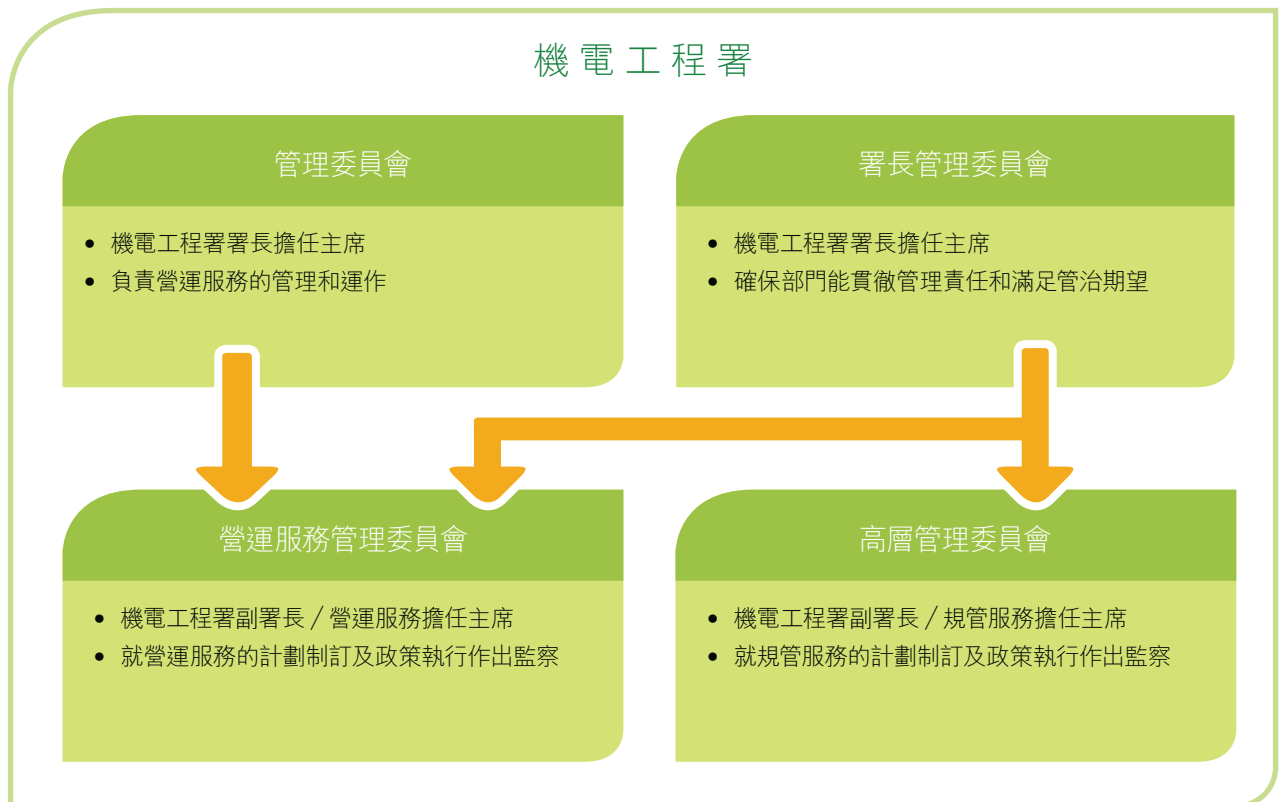 機電工程署
管理委員會
• 機電工程署署長擔任主席
• 負責營運服務的管理和運作
署長管理委員會
• 機電工程署署長擔任主席
• 確保部門能貫徹管理責任和滿足管治期望
營運服務管理委員會
• 機電工程署副署長／營運服務擔任主席
• 就營運服務的計劃制訂及政策執行作出監察
高層管理委員會
• 機電工程署副署長／規管服務擔任主席
• 就規管服務的計劃制訂及政策執行作出監察